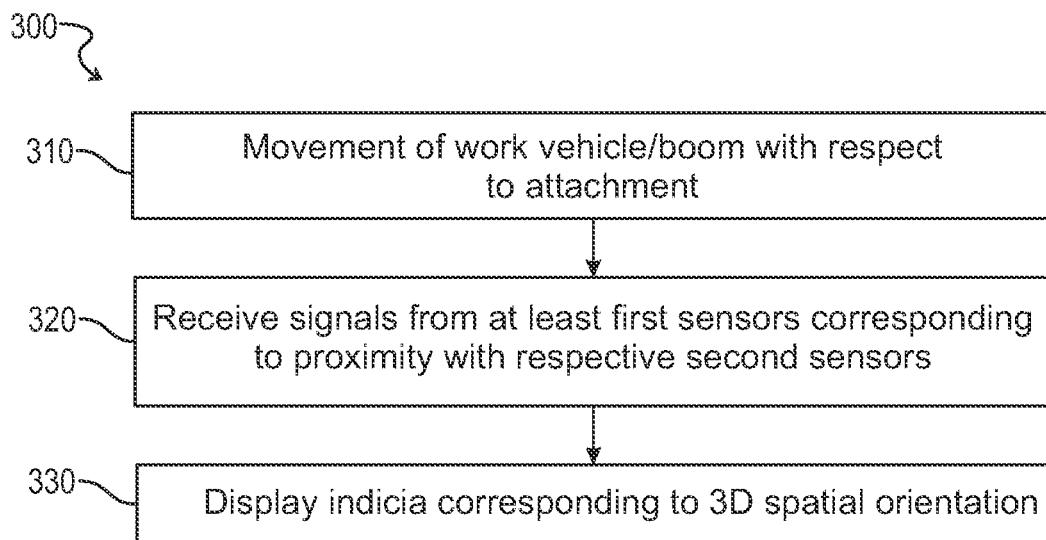 300
310
Movement of work vehicle/boom with respect
to attachment
320
Receive signals from at least first sensors corresponding
to proximity with respective second sensors
330
Display indicia corresponding to 3D spatial orientation